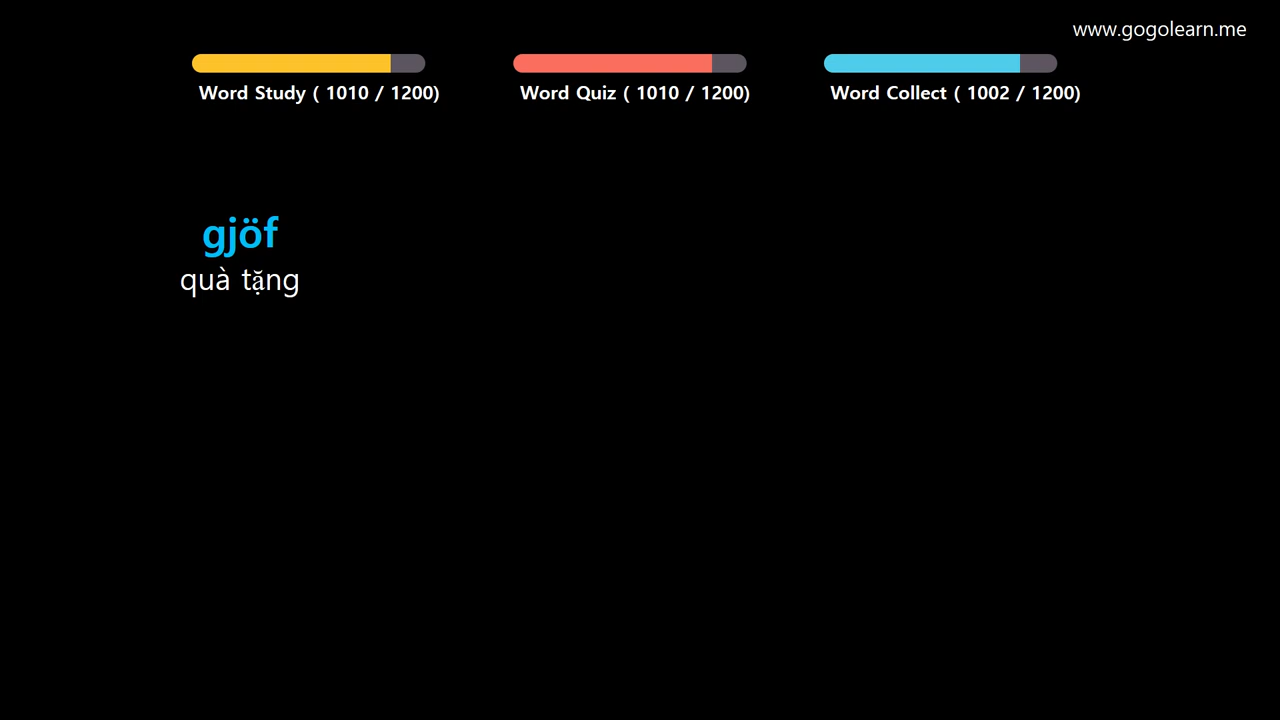 www.gogolearn.me
Word Study ( 1010 / 1200)
Word Quiz ( 1010 / 1200)
Word Collect ( 1002 / 1200)
gjöf
quà tặng